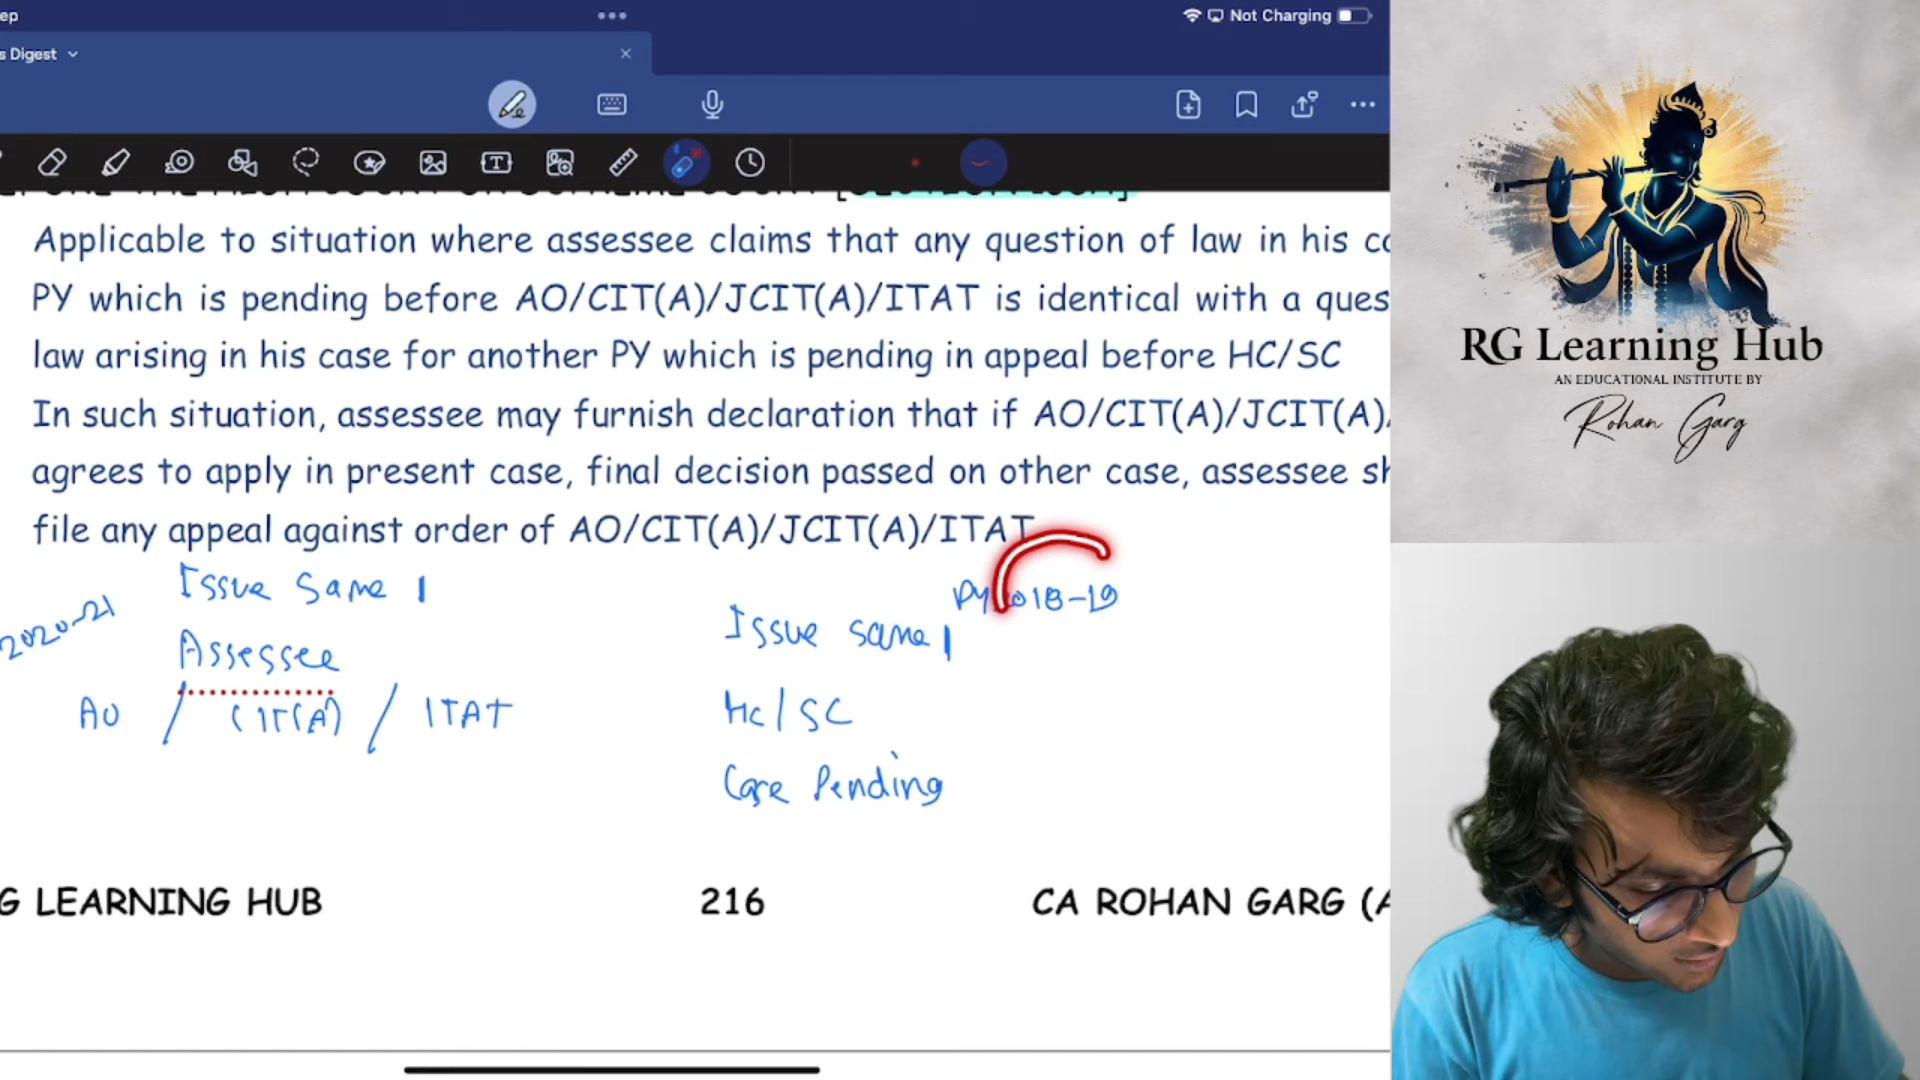 ep
Not Charging
s Digest
Applicable to situation where assessee claims that any question of law in his ca
PY which is pending before AO/CIT(A)/JCIT(A)/ITAT is identical with a ques
law arising in his case for another PY which is pending in appeal before HC/SC
In such situation, assessee may furnish declaration that if AO/CIT(A)/JCIT(A)/
agrees to apply in present case, final decision passed on other case, assessee sh
file any appeal against order of AO/CIT(A)/JCIT(A)/ITAT
2020-21
Issue Same 1
Assessee
AO / CIT(A) / ITAT
PY 2018-19
Issue same 1
HC/SC
Case Pending
G LEARNING HUB
216
CA ROHAN GARG (A
RG Learning Hub
AN EDUCATIONAL INSTITUTE BY
Rohan Garg